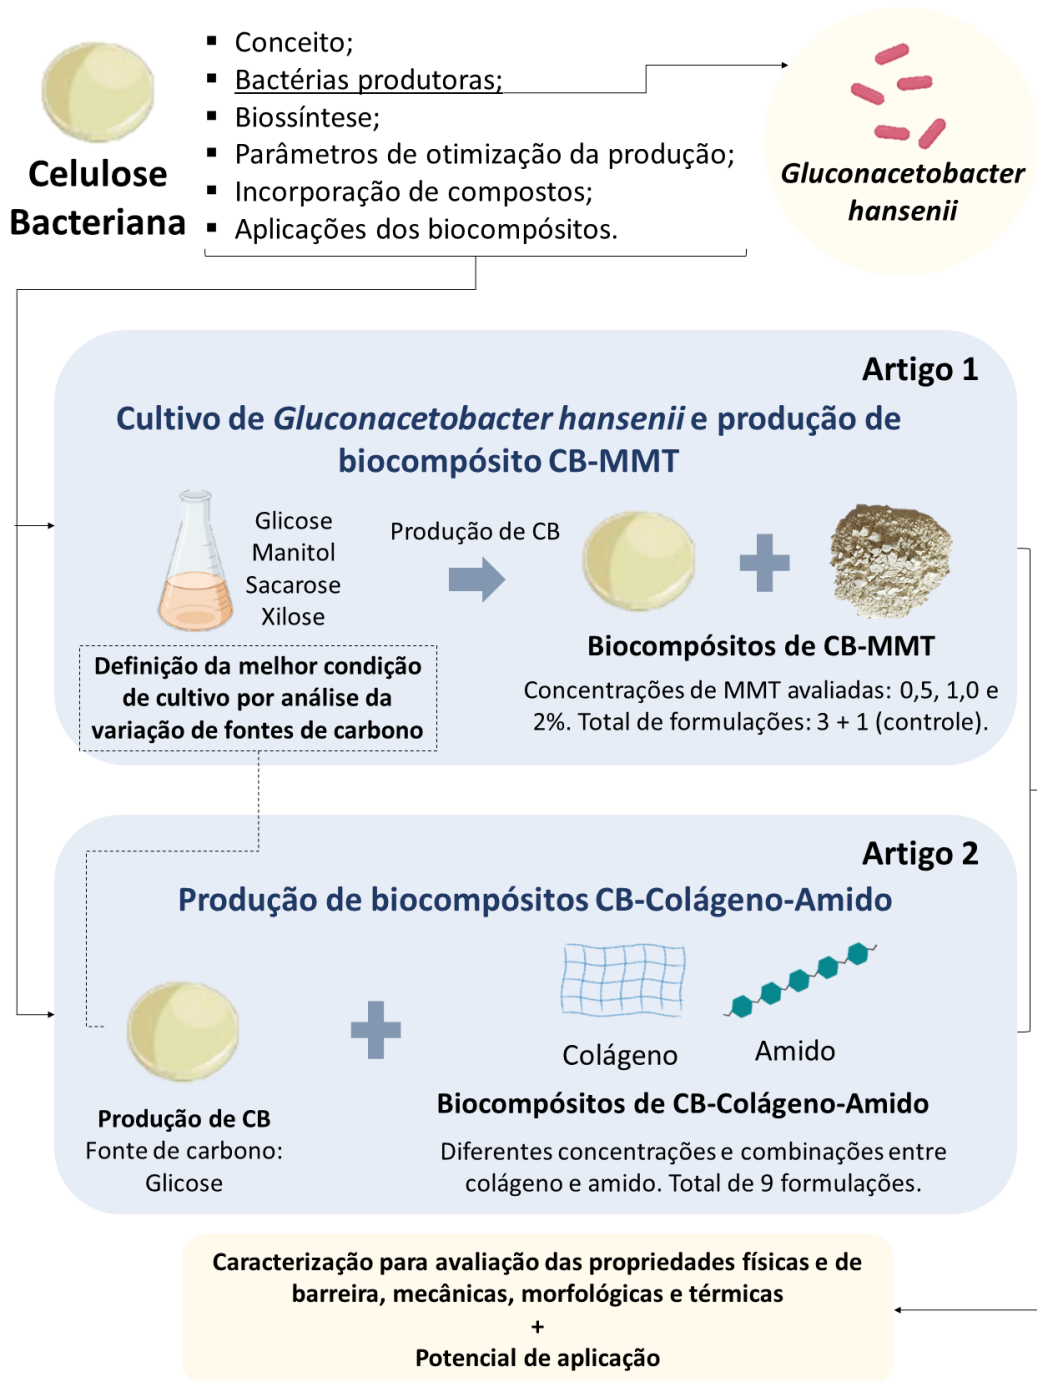 Celulose
Bacteriana
▪ Conceito;
▪ Bactérias produtoras;
▪ Biossíntese;
▪ Parâmetros de otimização da produção;
▪ Incorporação de compostos;
▪ Aplicações dos biocompósitos.
Gluconacetobacter
hansenii
Artigo 1
Cultivo de Gluconacetobacter hansenii e produção de
biocompósito CB-MMT
Glicose
Manitol
Sacarose
Xilose
Produção de CB
Definição da melhor condição
de cultivo por análise da
variação de fontes de carbono
Biocompósitos de CB-MMT
Concentrações de MMT avaliadas: 0,5, 1,0 e
2%. Total de formulações: 3 + 1 (controle).
Artigo 2
Produção de biocompósitos CB-Colágeno-Amido
Colágeno
Amido
Produção de CB
Fonte de carbono:
Glicose
Biocompósitos de CB-Colágeno-Amido
Diferentes concentrações e combinações entre
colágeno e amido. Total de 9 formulações.
Caracterização para avaliação das propriedades físicas e de
barreira, mecânicas, morfológicas e térmicas
+
Potencial de aplicação